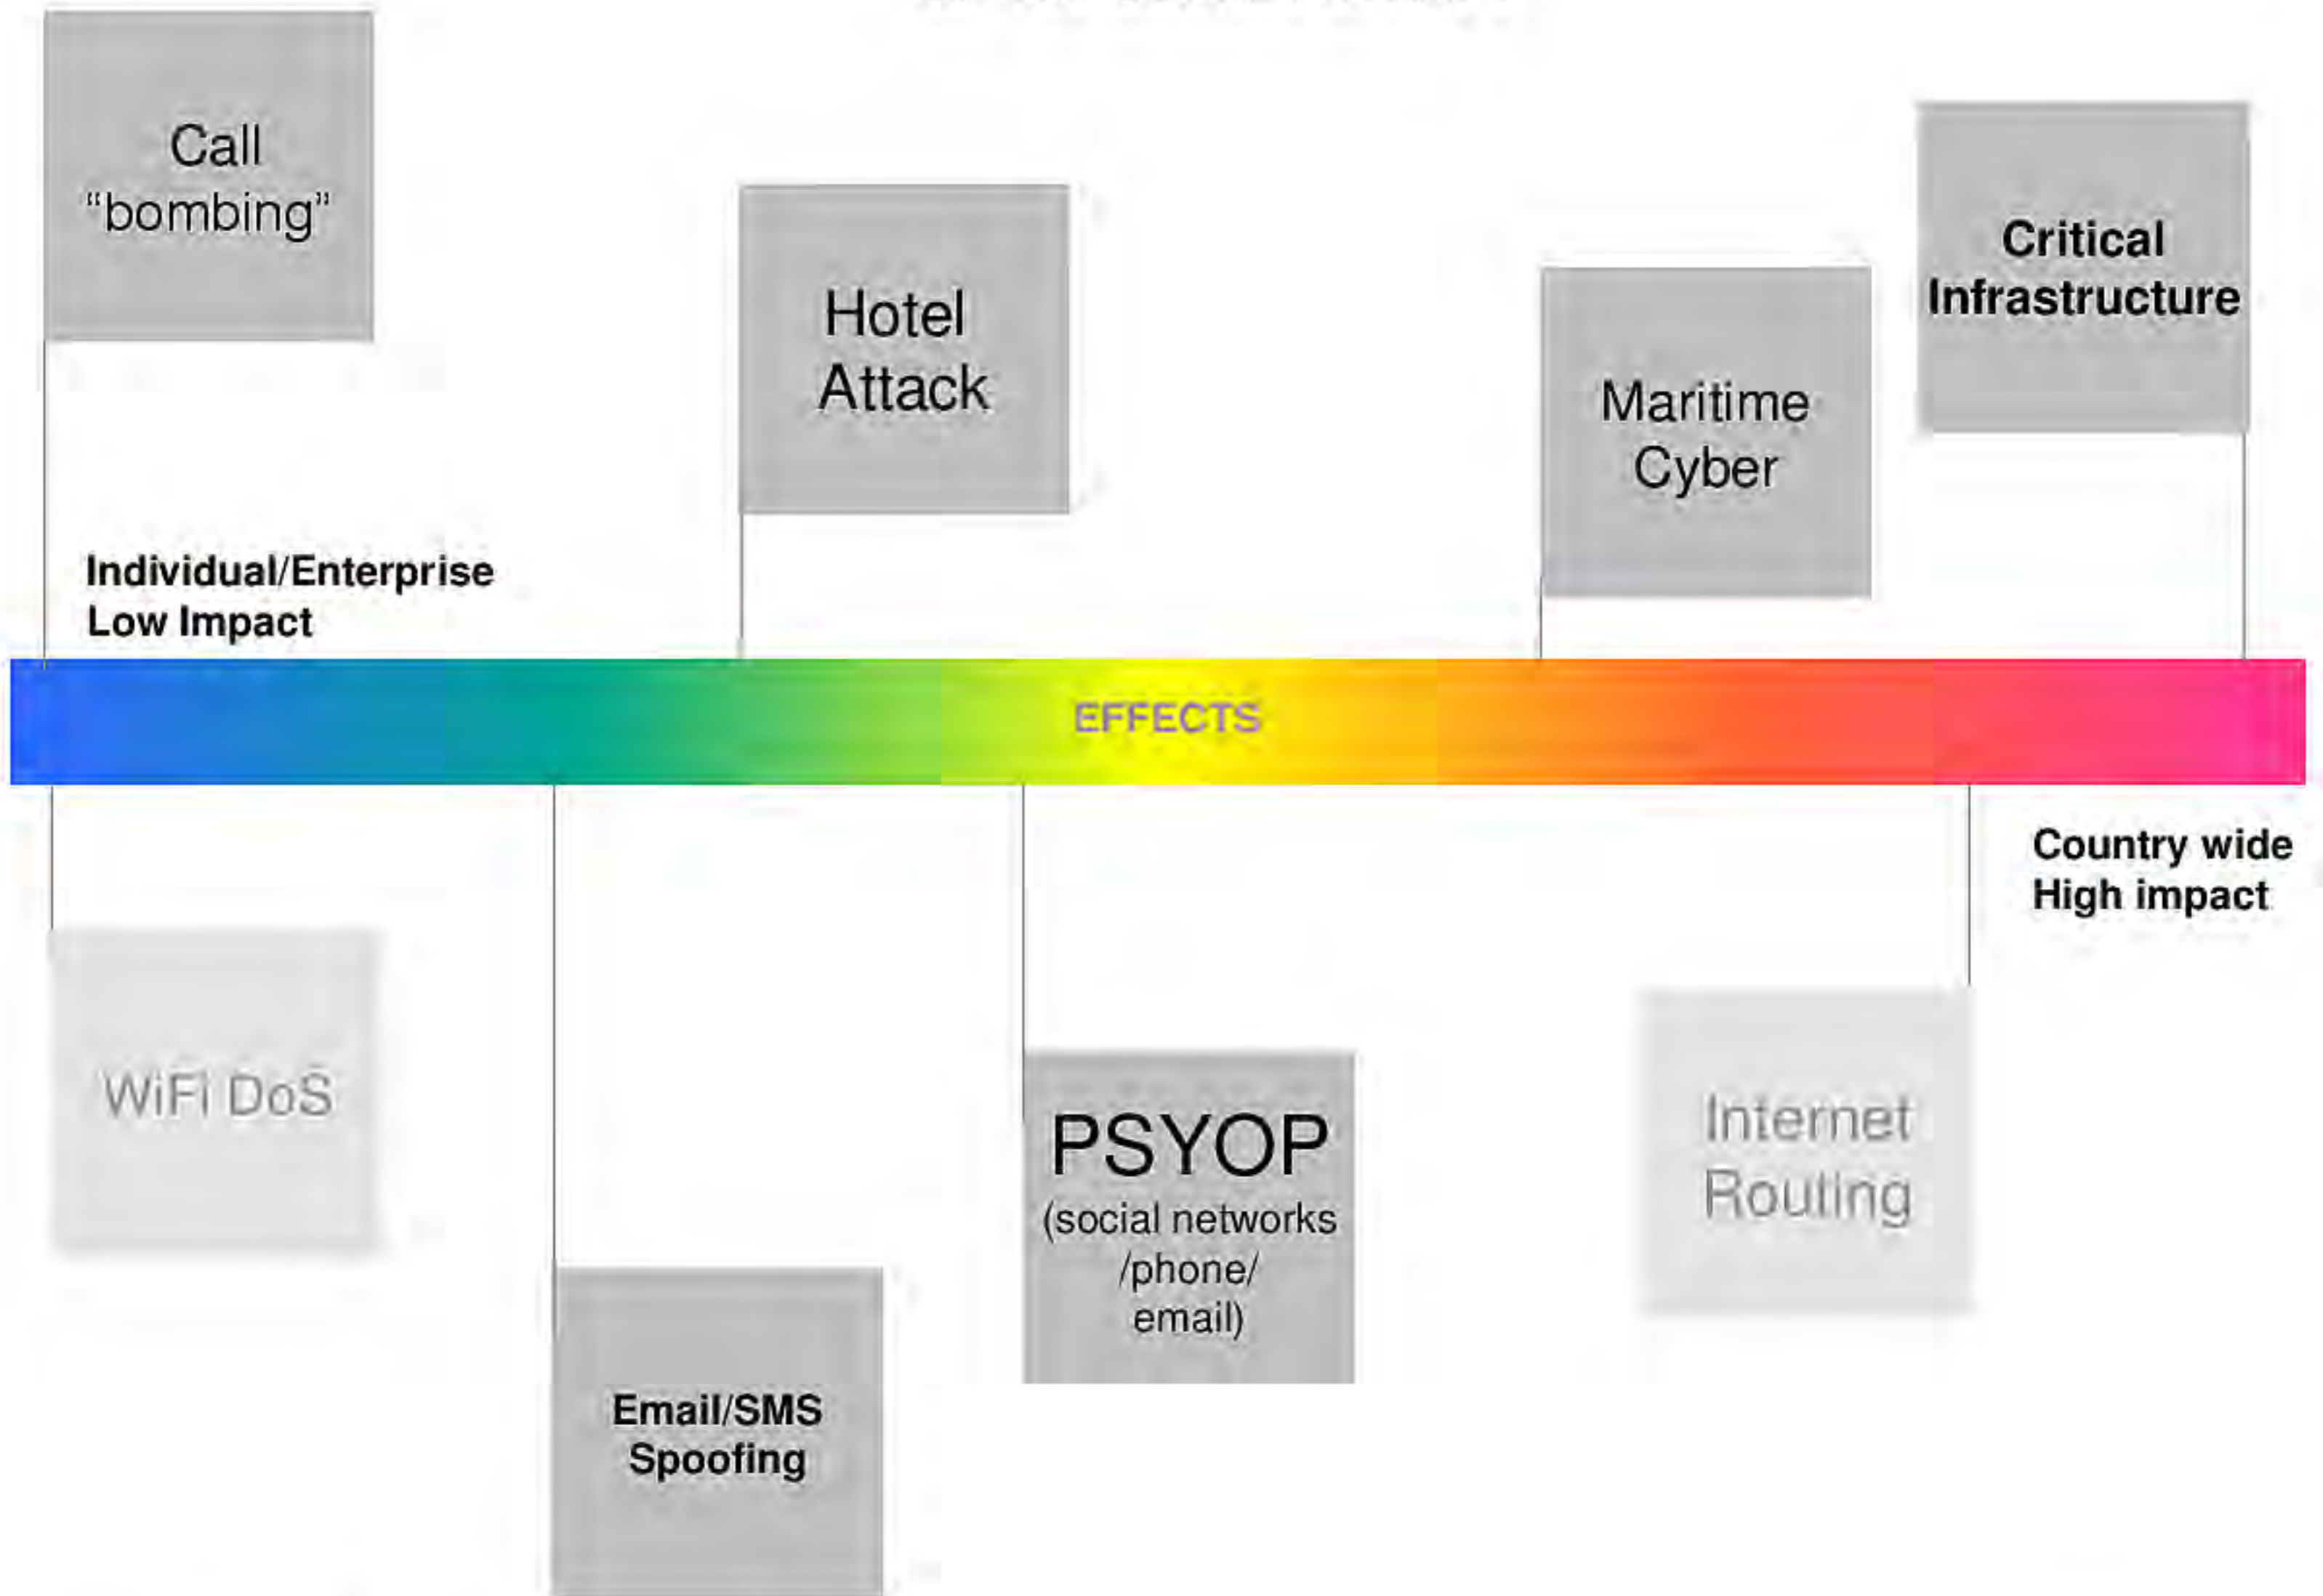 Call
“bombing”
Hotel
Attack
Maritime
Cyber
Critical
Infrastructure
Individual/Enterprise
Low Impact
EFFECTS
Country wide
High impact
WiFi DoS
Email/SMS
Spoofing
PSYOP
(social networks
/phone/
email)
Internet
Routing